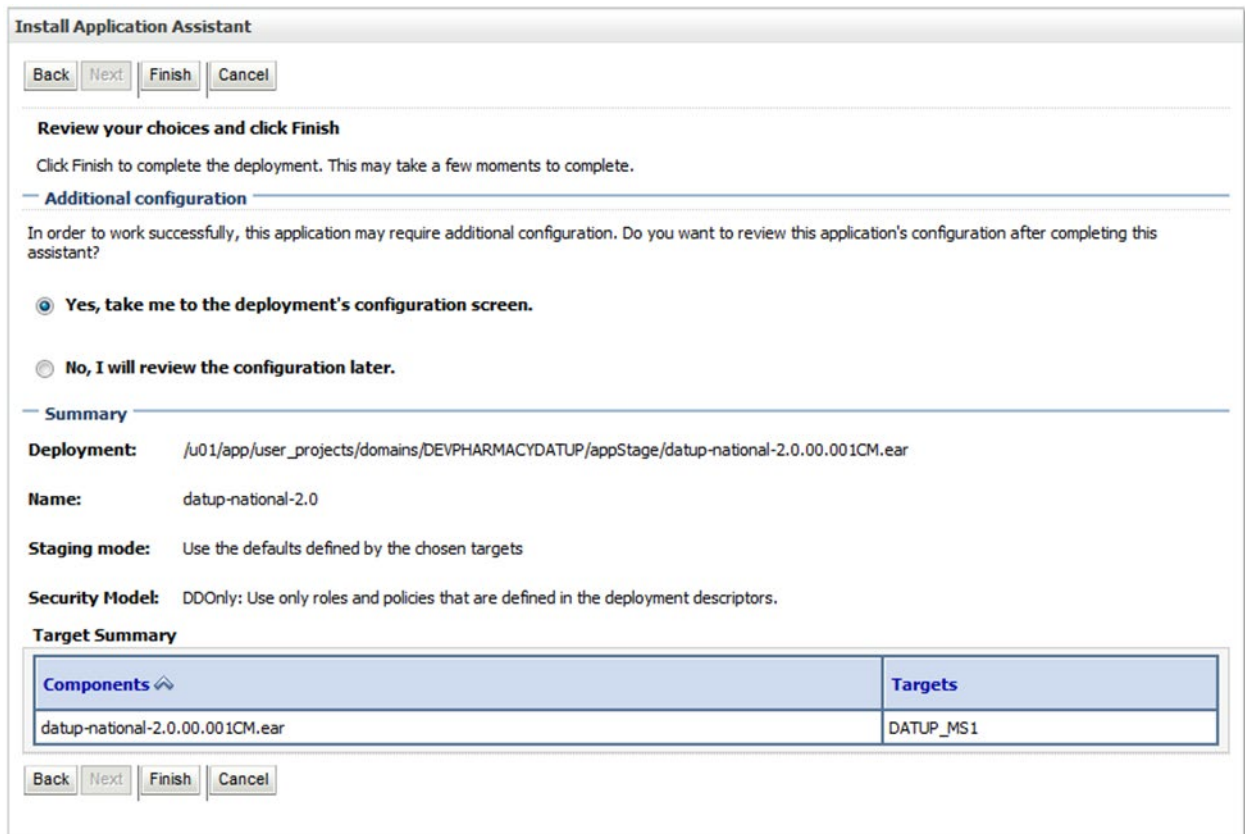 Install Application Assistant
Back Next Finish Cancel
Review your choices and click Finish
Click Finish to complete the deployment. This may take a few moments to complete.
Additional configuration
In order to work successfully, this application may require additional configuration. Do you want to review this application's configuration after completing this
assistant?
Yes, take me to the deployment's configuration screen.
No, I will review the configuration later.
Summary
Deployment: /u01/app/user_projects/domains/DEVPHARMACYDATUP/appStage/datup-national-2.0.00.001CM.ear
Name: datup-national-2.0
Staging mode: Use the defaults defined by the chosen targets
Security Model: DDOnly: Use only roles and policies that are defined in the deployment descriptors.
Target Summary
Components Targets
datup-national-2.0.00.001CM.ear DATUP_MS1
Back Next Finish Cancel